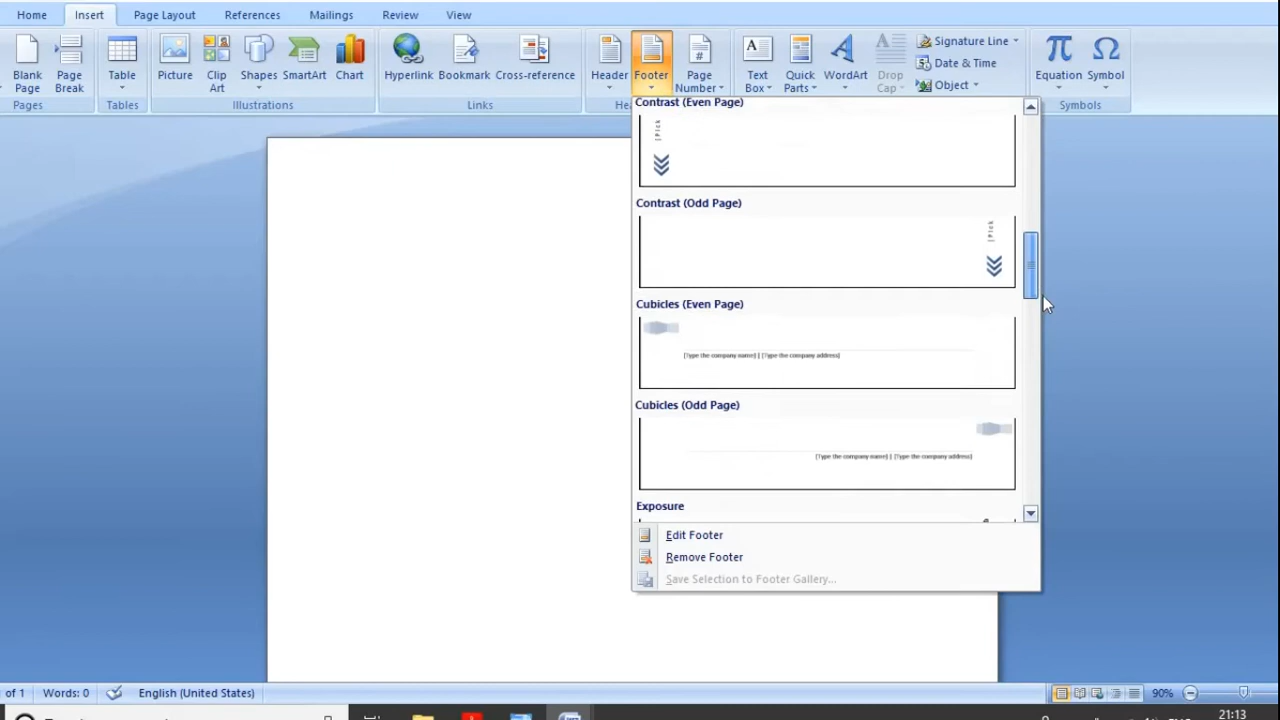 Home Insert Page Layout References Mailings Review View
Blank Page
Page Break
Table
Picture
Clip Art
Shapes
SmartArt
Chart
Hyperlink
Bookmark
Cross-reference
Header
Footer
Page Number
Text Box
Quick Parts
WordArt
Drop Cap
Signature Line
Date & Time
Object
Equation
Symbol
Pages Tables Illustrations Links Symbols
Contrast (Even Page)
[Pick
Contrast (Odd Page)
[Pick
Cubicles (Even Page)
[Type the company name] | [Type the company address]
Cubicles (Odd Page)
[Type the company name] | [Type the company address]
Exposure
Edit Footer
Remove Footer
Save Selection to Footer Gallery...
of 1 Words: 0 English (United States) 90%
21:13